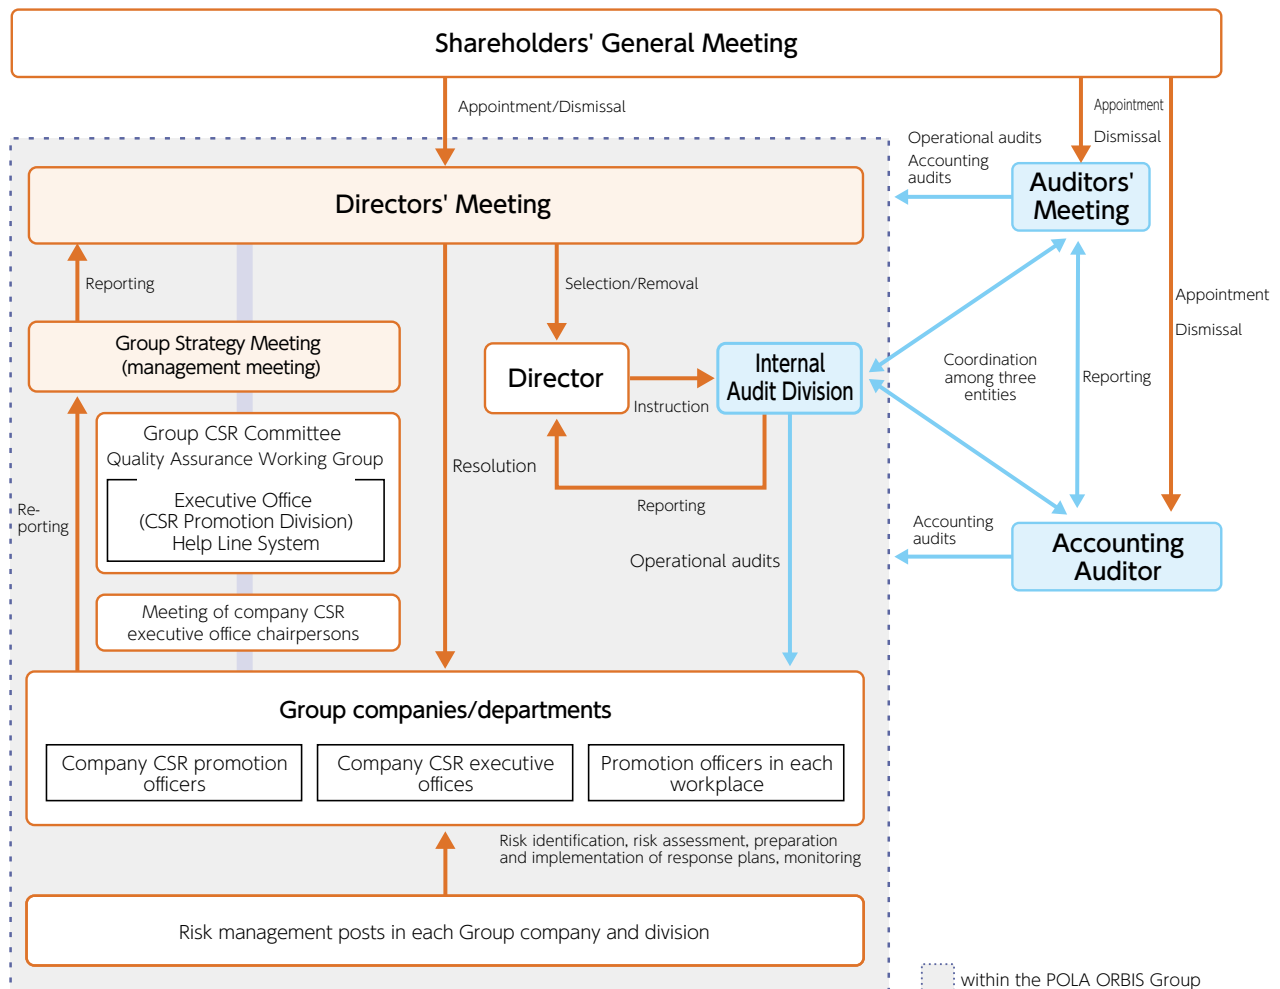 Shareholders' General Meeting
Appointment/Dismissal
Appointment
Dismissal
Operational audits
Accounting
audits
Auditors'
Meeting
Directors' Meeting
Reporting
Selection/Removal
Appointment
Dismissal
Group Strategy Meeting
(management meeting)
Director
Instruction
Internal
Audit Division
Coordination
among three
entities
Reporting
Group CSR Committee
Quality Assurance Working Group
Executive Office
(CSR Promotion Division)
Help Line System
Resolution
Reporting
Re-
porting
Operational audits
Accounting
audits
Accounting
Auditor
Meeting of company CSR
executive office chairpersons
Group companies/departments
Company CSR promotion
officers
Company CSR executive
offices
Promotion officers in each
workplace
Risk identification, risk assessment, preparation
and implementation of response plans, monitoring
Risk management posts in each Group company and division
within the POLA ORBIS Group